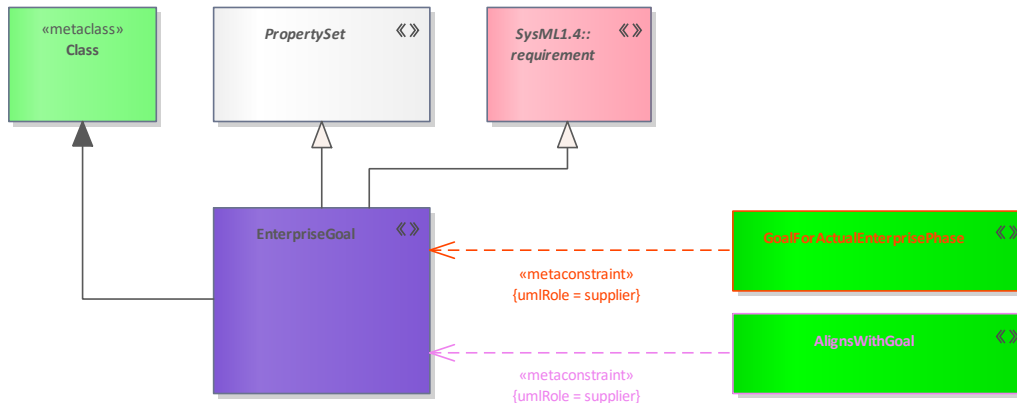 «metaclass»
Class
PropertySet
SysML1.4::
requirement
EnterpriseGoal
GoalForActualEnterprisePhase
«metaconstraint»
{umlRole = supplier}
AlignsWithGoal
«metaconstraint»
{umlRole = supplier}